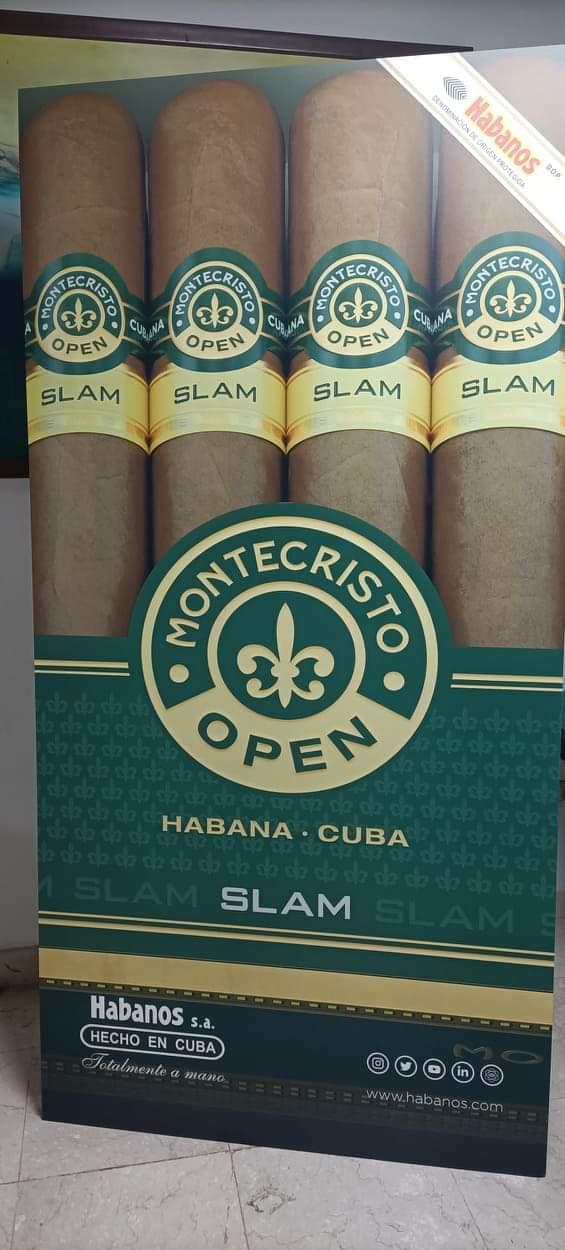 Habanos
DENOMINACIÓN DE ORIGEN PROTEGIDA
D.O.P.
MONTECRISTO
OPEN
CUBANA
SLAM
MONTECRISTO
OPEN
CUBANA
SLAM
MONTECRISTO
OPEN
CUBANA
SLAM
MONTECRISTO
OPEN
SLAM
MONTECRISTO
OPEN
HABANA · CUBA
SLAM SLAM SLAM
Habanos s.a.
HECHO EN CUBA
Totalmente a mano
MO
www.habanos.com